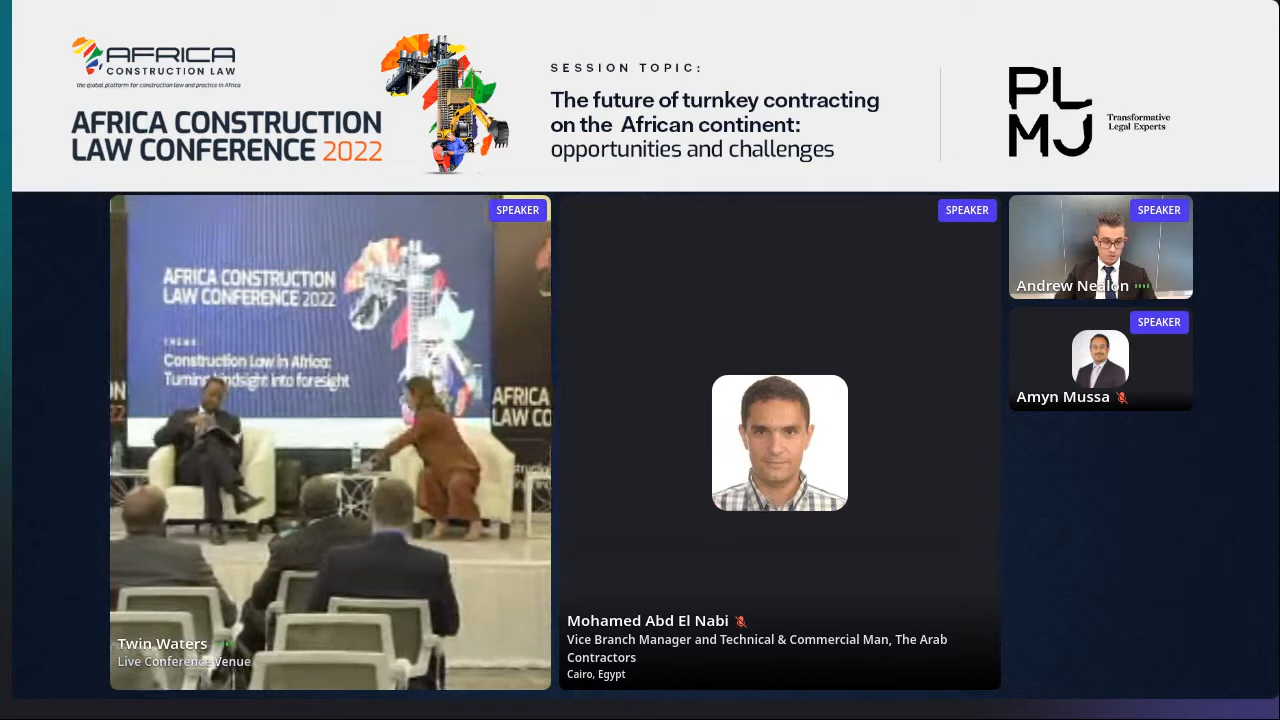 AFRICA
CONSTRUCTION LAW
the global platform for construction law and practice in Africa
AFRICA CONSTRUCTION
LAW CONFERENCE 2022
SESSION TOPIC:
The future of turnkey contracting
on the African continent:
opportunities and challenges
PL
MJ
Transformative
Legal Experts
SPEAKER
AFRICA CONSTRUCTION
LAW CONFERENCE 2022
THEME
Construction Law in Africa:
Turning hindsight into foresight
AFRICA
LAW CO
22
Twin Waters
Live Conference Venue
SPEAKER
Mohamed Abd El Nabi
Vice Branch Manager and Technical & Commercial Man, The Arab
Contractors
Cairo, Egypt
SPEAKER
Andrew Nealon
SPEAKER
Amyn Mussa